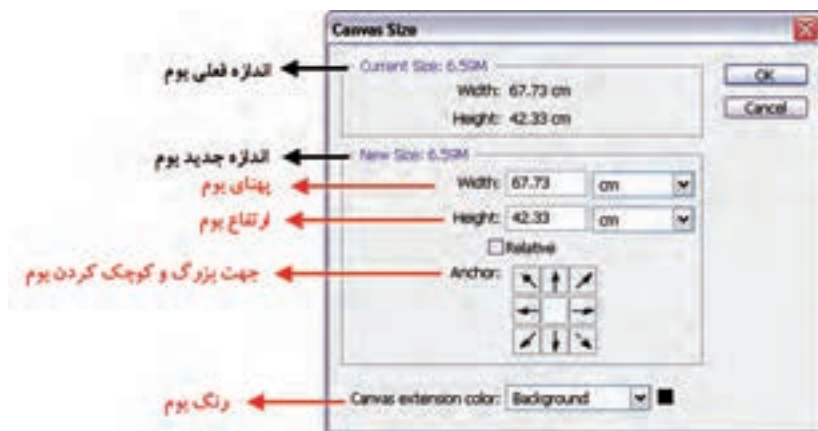 Canvas Size
اندازه فعلی بوم
Current Size: 6.59M
OK
Width: 67.73 cm
Cancel
Height: 42.33 cm
اندازه جدید بوم
New Size: 6.59M
پهنای بوم
Width: 67.73 cm
ارتفاع بوم
Height: 42.33 cm
Relative
جهت بزرگ و کوچک کردن بوم
Anchor:
رنگ بوم
Canvas extension color: Background